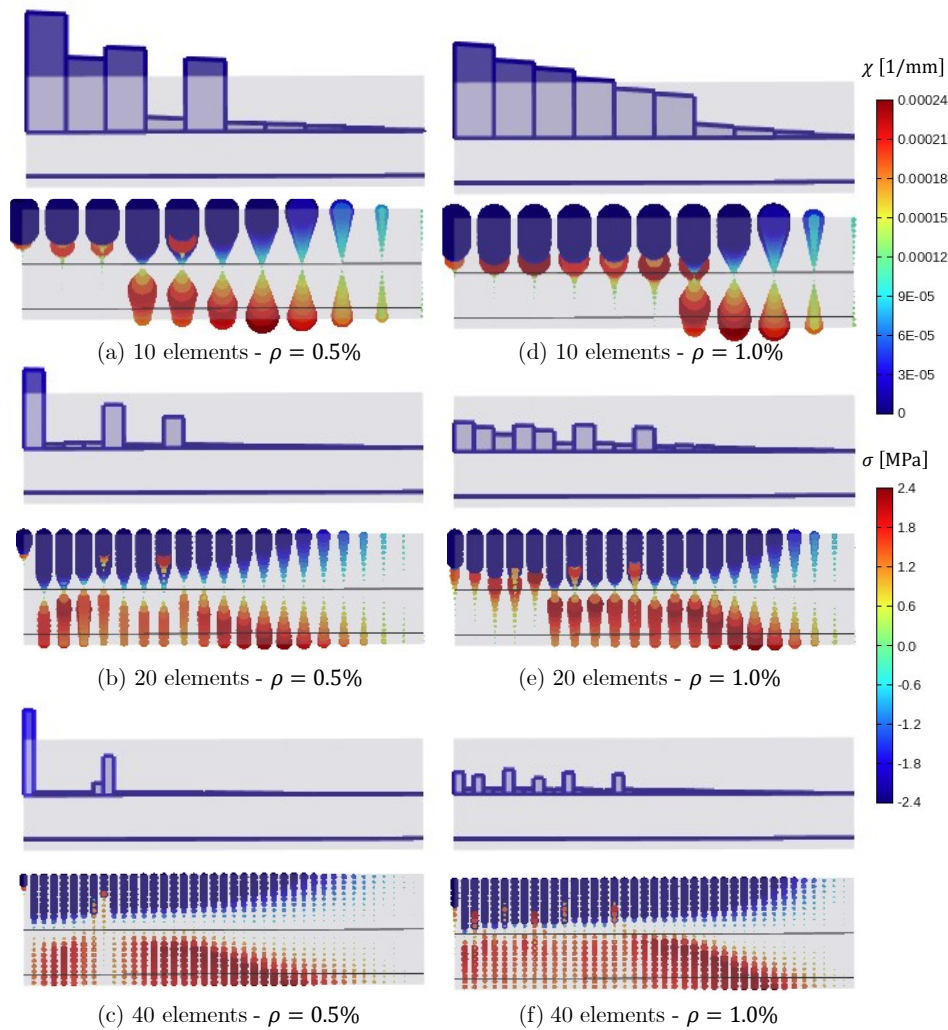 χ [1/mm]
0.00024
0.00021
0.00018
0.00015
0.00012
9E-05
6E-05
3E-05
0
(a) 10 elements - ρ = 0.5%
(d) 10 elements - ρ = 1.0%
σ [MPa]
2.4
1.8
1.2
0.6
0.0
-0.6
-1.2
-1.8
-2.4
(b) 20 elements - ρ = 0.5%
(e) 20 elements - ρ = 1.0%
(c) 40 elements - ρ = 0.5%
(f) 40 elements - ρ = 1.0%